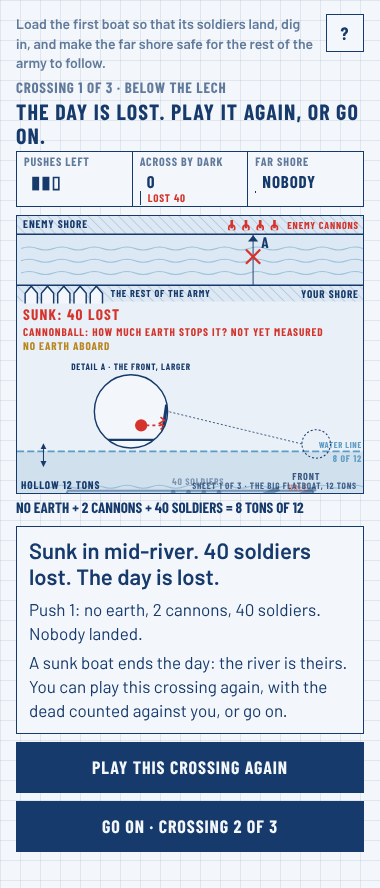 Load the first boat so that its soldiers land, dig
in, and make the far shore safe for the rest of the
army to follow.
?
CROSSING 1 OF 3 · BELOW THE LECH
THE DAY IS LOST. PLAY IT AGAIN, OR GO
ON.
PUSHES LEFT
ACROSS BY DARK
0
LOST 40
FAR SHORE
NOBODY
ENEMY SHORE
ENEMY CANNONS
A
THE REST OF THE ARMY
YOUR SHORE
SUNK: 40 LOST
CANNONBALL: HOW MUCH EARTH STOPS IT? NOT YET MEASURED
NO EARTH ABOARD
DETAIL A · THE FRONT, LARGER
WATER LINE
8 OF 12
FRONT
40 SOLDIERS
HOLLOW 12 TONS
SHEET 1 OF 3 · THE BIG FLATBOAT, 12 TONS
NO EARTH + 2 CANNONS + 40 SOLDIERS = 8 TONS OF 12
Sunk in mid-river. 40 soldiers
lost. The day is lost.
Push 1: no earth, 2 cannons, 40 soldiers.
Nobody landed.
A sunk boat ends the day: the river is theirs.
You can play this crossing again, with the
dead counted against you, or go on.
PLAY THIS CROSSING AGAIN
GO ON · CROSSING 2 OF 3